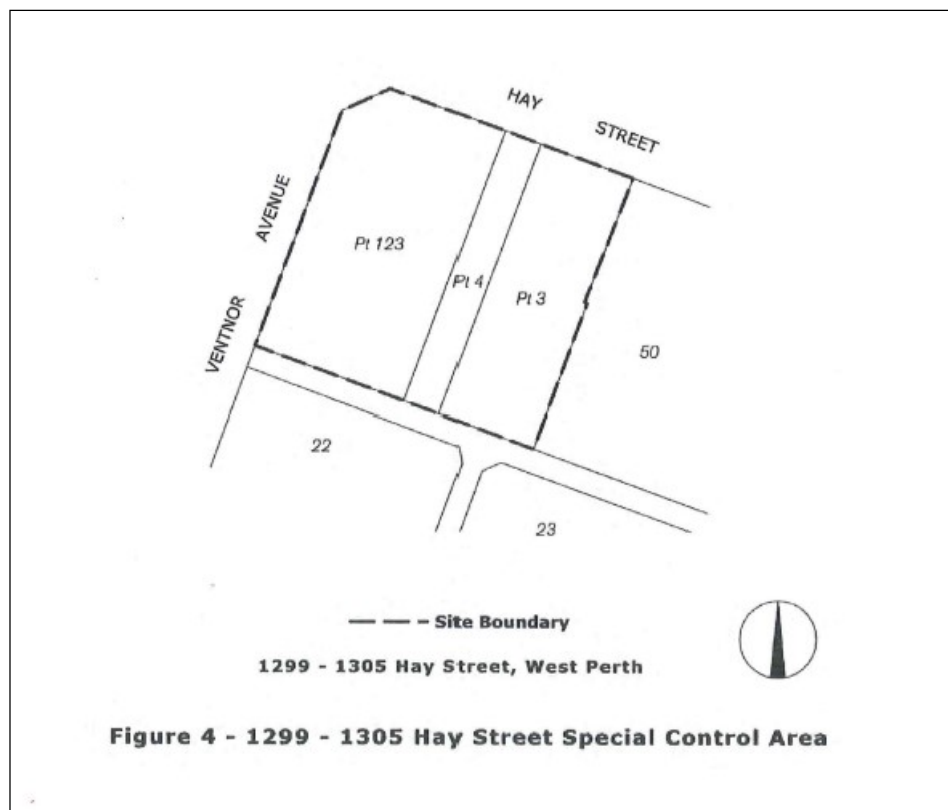 HAY
STREET
AVENUE
VENTNOR
Pt 123
Pt 4
Pt 3
50
22
23
Site Boundary
1299 - 1305 Hay Street, West Perth
Figure 4 - 1299 - 1305 Hay Street Special Control Area